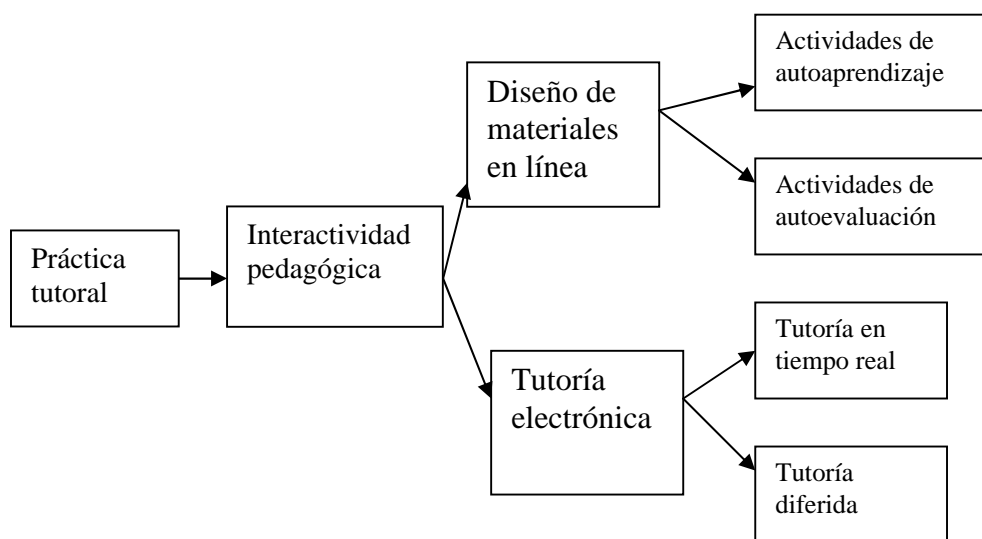 Práctica
tutoral
Interactividad
pedagógica
Diseño de
materiales
en línea
Actividades de
autoaprendizaje
Actividades de
autoevaluación
Tutoría
electrónica
Tutoría en
tiempo real
Tutoría
diferida